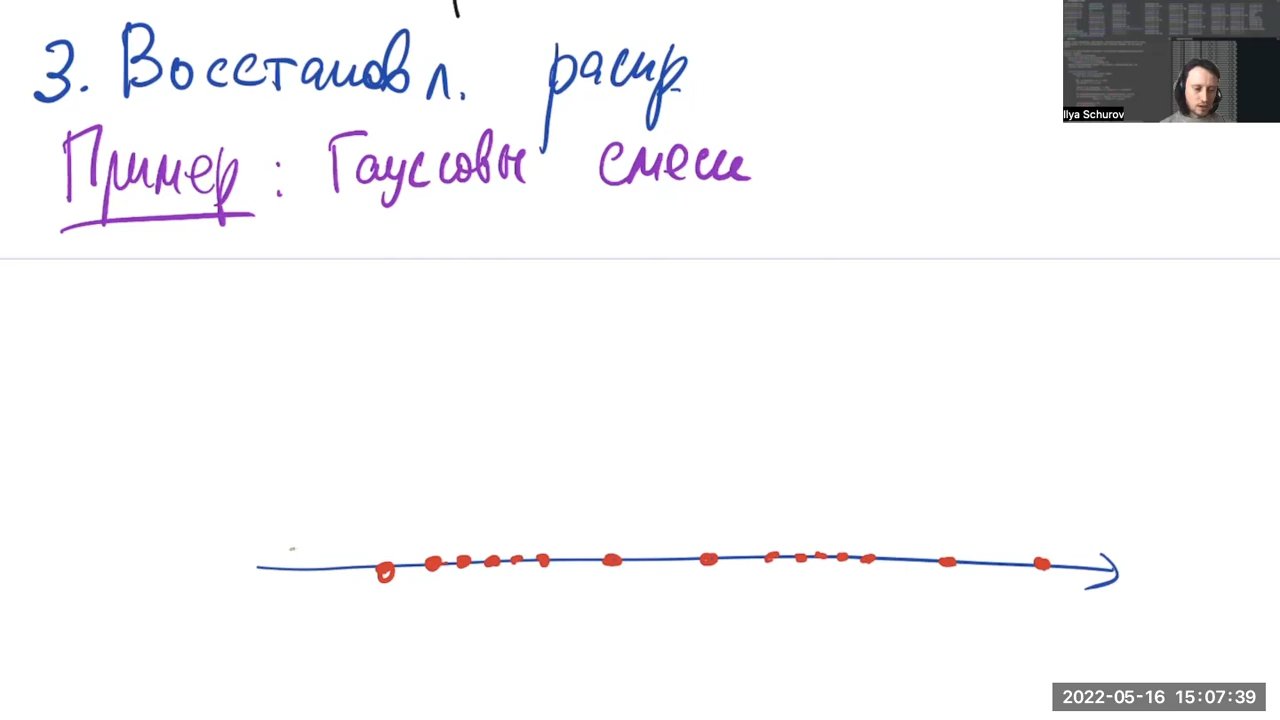 3. Восстановл. распр.
Пример: Гауссовы смеси
Ilya Schurov
2022-05-16 15:07:39